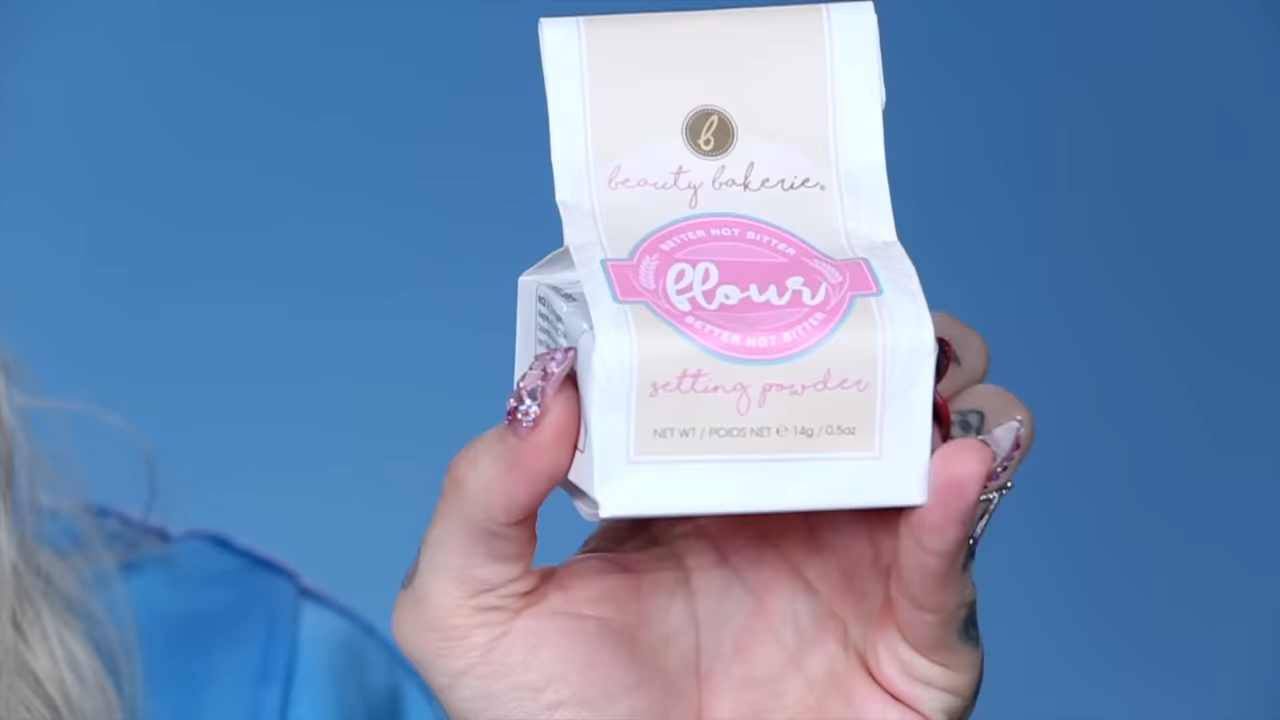 b
beauty bakerie
BETTER NOT BITTER
flour
BETTER NOT BITTER
setting powder
NET WT / POIDS NET ℮ 14g / 0.5oz